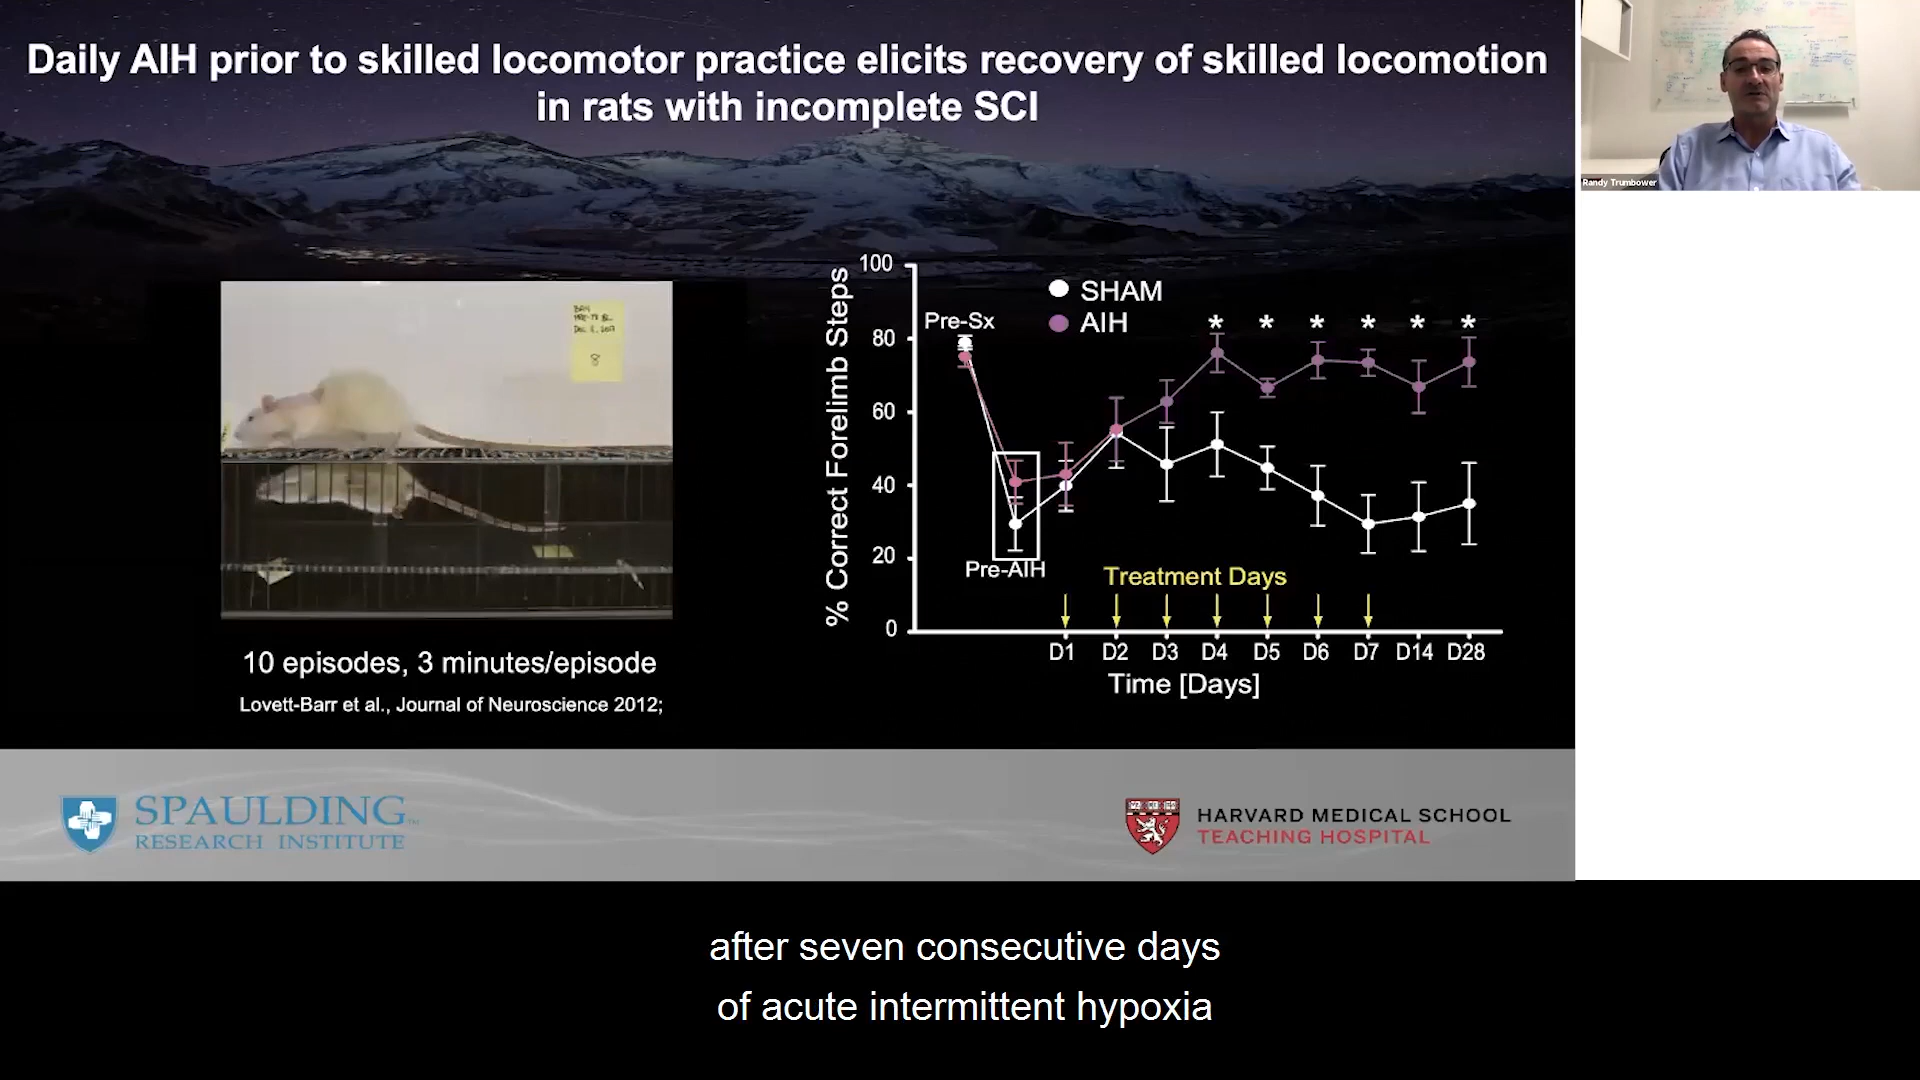 Daily AIH prior to skilled locomotor practice elicits recovery of skilled locomotion
in rats with incomplete SCI
Randy Trumbower
8
10 episodes, 3 minutes/episode
Lovett-Barr et al., Journal of Neuroscience 2012;
% Correct Forelimb Steps
100
80
60
40
20
0
SHAM
AIH
Pre-Sx
* * * * * *
Pre-AIH
Treatment Days
D1 D2 D3 D4 D5 D6 D7 D14 D28
Time [Days]
SPAULDING
RESEARCH INSTITUTE
HARVARD MEDICAL SCHOOL
TEACHING HOSPITAL
after seven consecutive days
of acute intermittent hypoxia